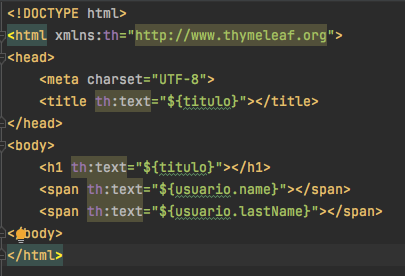 <!DOCTYPE html>
<html xmlns:th="http://www.thymeleaf.org">
<head>
    <meta charset="UTF-8">
    <title th:text="${titulo}"></title>
</head>
<body>
    <h1 th:text="${titulo}"></h1>
    <span th:text="${usuario.name}"></span>
    <span th:text="${usuario.lastName}"></span>
</body>
</html>